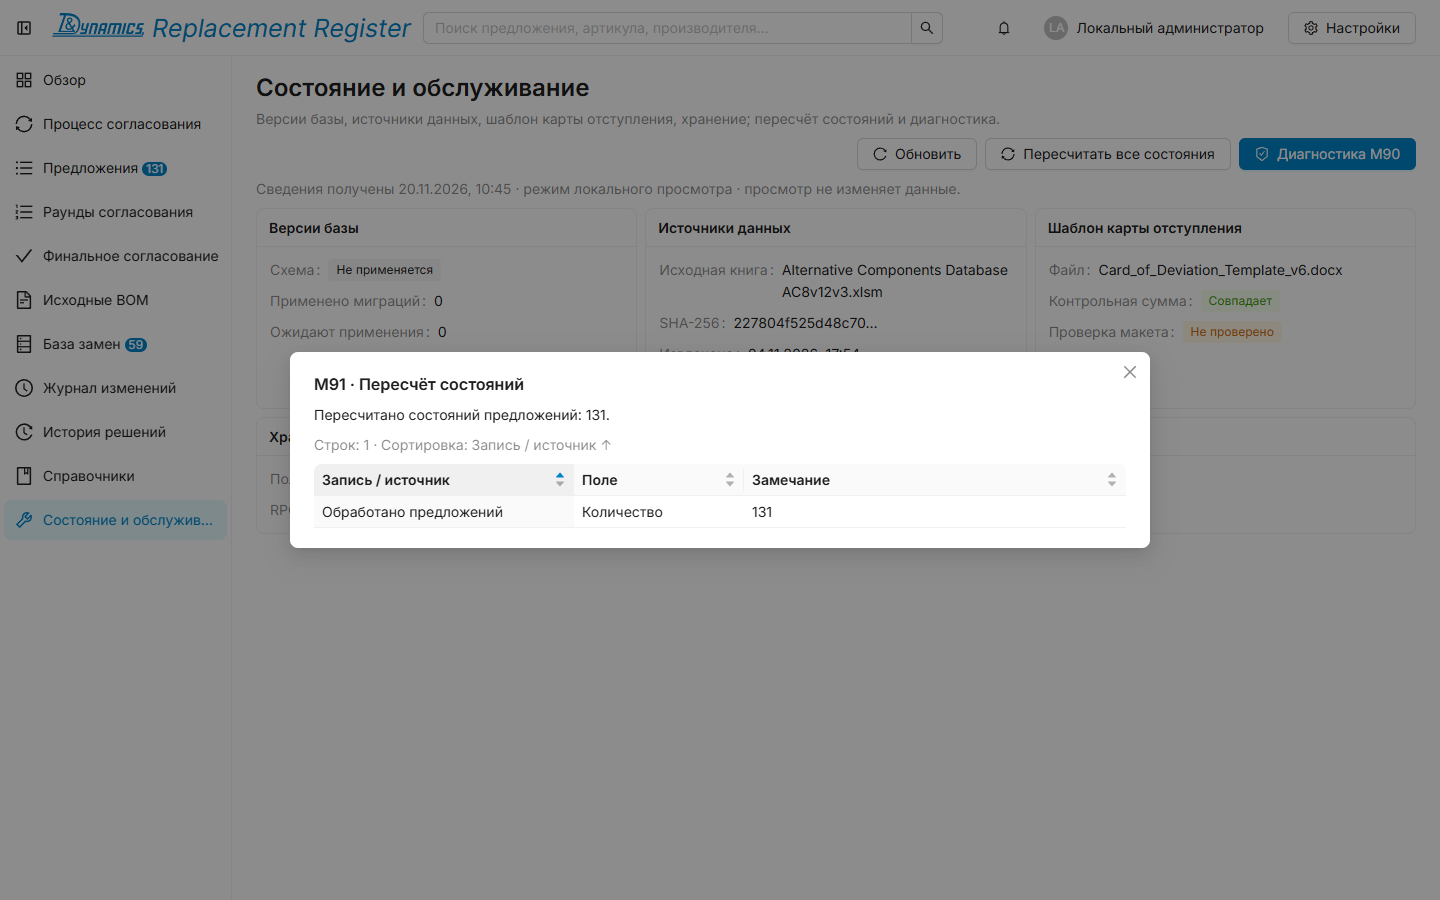 Dynamics Replacement Register
Поиск предложения, артикула, производителя...
LA Локальный администратор
Настройки
Обзор
Процесс согласования
Предложения 131
Раунды согласования
Финальное согласование
Исходные BOM
База замен 59
Журнал изменений
История решений
Справочники
Состояние и обслужив...
Состояние и обслуживание
Версии базы, источники данных, шаблон карты отступления, хранение; пересчёт состояний и диагностика.
Обновить
Пересчитать все состояния
Диагностика M90
Сведения получены 20.11.2026, 10:45 · режим локального просмотра · просмотр не изменяет данные.
Версии базы
Схема: Не применяется
Применено миграций: 0
Ожидают применения: 0
Источники данных
Исходная книга: Alternative Components Database
AC8v12v3.xlsm
SHA-256: 227804f525d48c70...
Шаблон карты отступления
Файл: Card_of_Deviation_Template_v6.docx
Контрольная сумма: Совпадает
Проверка макета: Не проверено
M91 · Пересчёт состояний
Пересчитано состояний предложений: 131.
Строк: 1 · Сортировка: Запись / источник ↑
Запись / источник Поле Замечание
Обработано предложений Количество 131